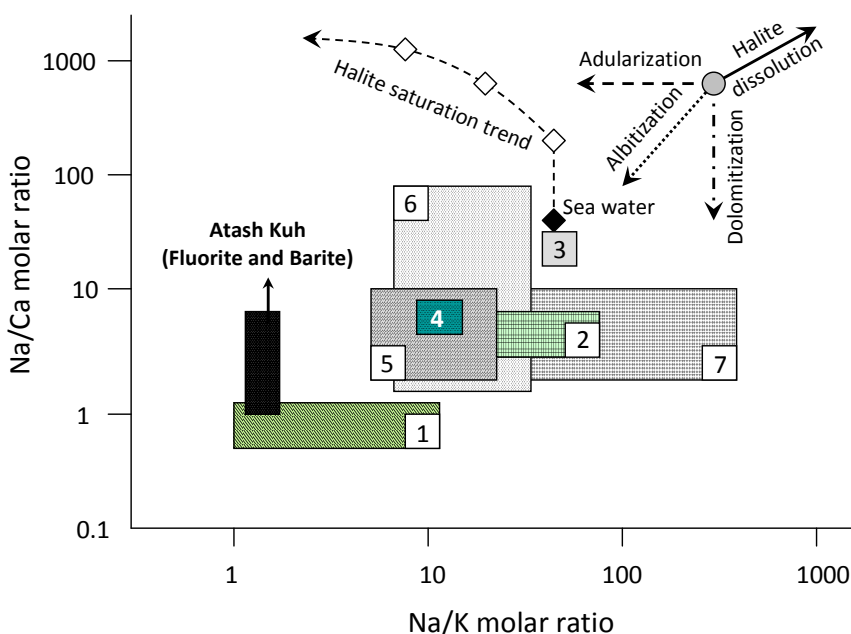 1000
100
10
1
0.1
Na/Ca molar ratio
Halite saturation trend
Adularization
Halite
dissolution
Albitization
Dolomitization
Sea water
Atash Kuh
(Fluorite and Barite)
6
3
4
2
5
7
1
1
10
100
1000
Na/K molar ratio